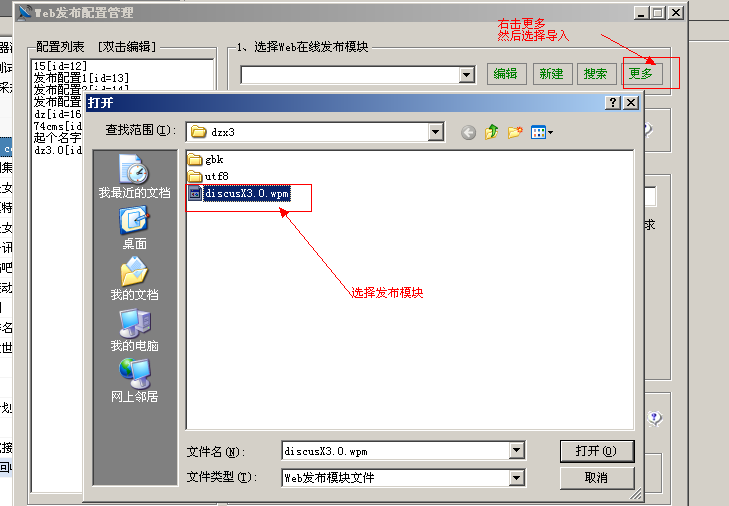 Web发布配置管理
右击更多
然后选择导入
配置列表 [双击编辑]
1、选择Web在线发布模块
15[id=12]
发布配置1[id=13]
发布配置2[id=14]
发布配置
dz[id=16
74cms[id
起个名字
dz3.0[id
编辑
新建
搜索
更多
打开
查找范围(I):
dzx3
我最近的文档
桌面
我的文档
我的电脑
网上邻居
gbk
utf8
discusX3.0.wpm
选择发布模块
文件名(N):
discusX3.0.wpm
打开(O)
文件类型(T):
Web发布模块文件
取消
求